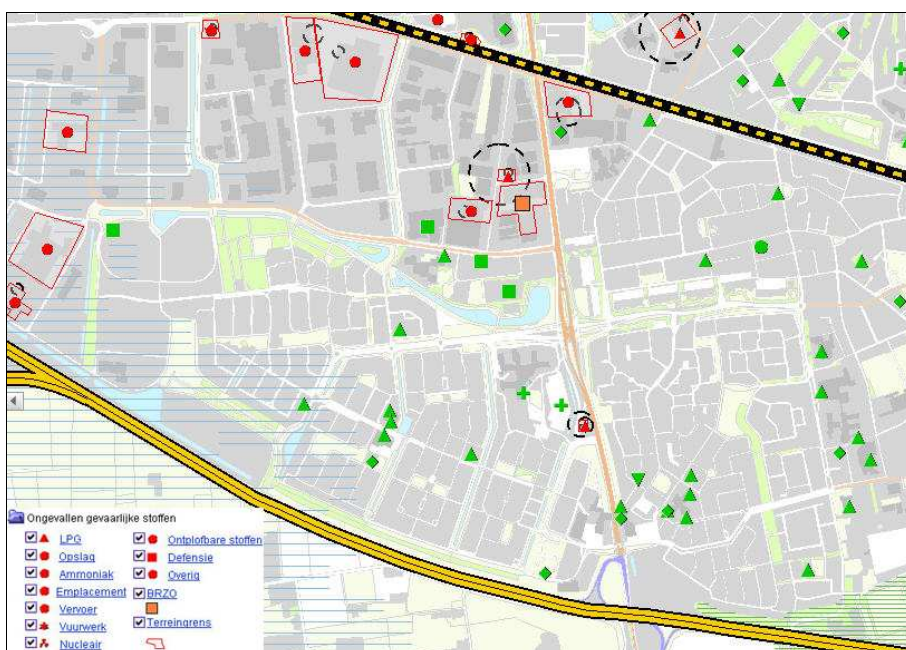 Ongevallen gevaarlijke stoffen
LPG
Ontplofbare stoffen
Opslag
Defensie
Ammoniak
Overig
Emplacement
BRZO
Vervoer
Vuurwerk
Terreingrens
Nucleair